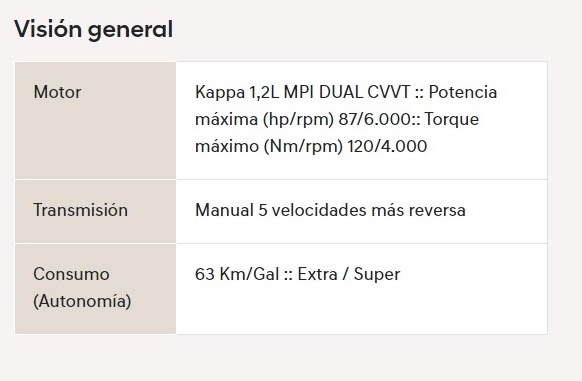 Visión general
Motor
Kappa 1,2L MPI DUAL CVVT :: Potencia
máxima (hp/rpm) 87/6.000:: Torque
máximo (Nm/rpm) 120/4.000
Transmisión
Manual 5 velocidades más reversa
Consumo
(Autonomía)
63 Km/Gal :: Extra / Super